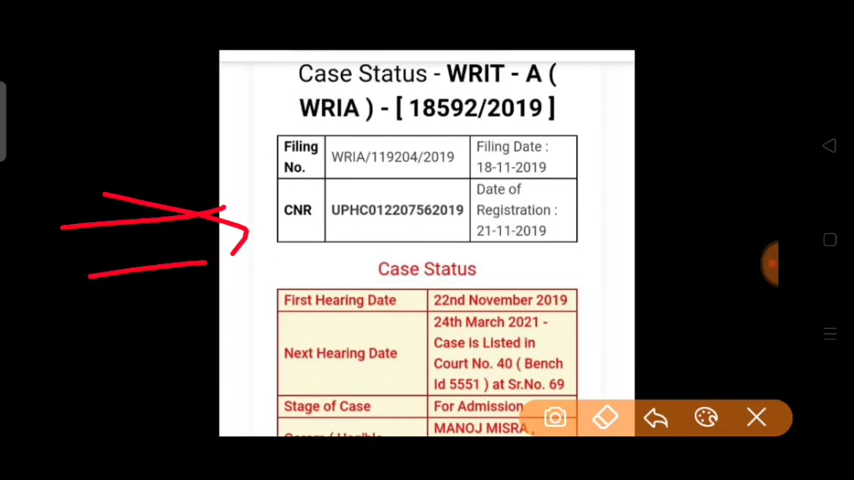 Case Status - WRIT - A (
WRIA ) - [ 18592/2019 ]
Filing
No.
WRIA/119204/2019
Filing Date :
18-11-2019
CNR
UPHC012207562019
Date of
Registration :
21-11-2019
Case Status
First Hearing Date
22nd November 2019
Next Hearing Date
24th March 2021 -
Case is Listed in
Court No. 40 ( Bench
Id 5551 ) at Sr.No. 69
Stage of Case
For Admission
MANOJ MISRA ,